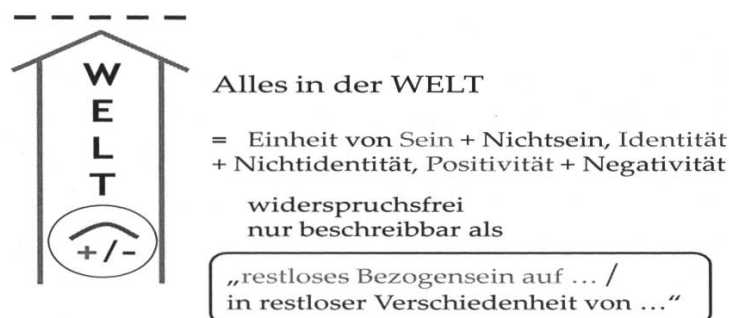 WELT
+/-
Alles in der WELT
= Einheit von Sein + Nichtsein, Identität
+ Nichtidentität, Positivität + Negativität
widerspruchsfrei
nur beschreibbar als
„restloses Bezogensein auf … /
in restloser Verschiedenheit von …“